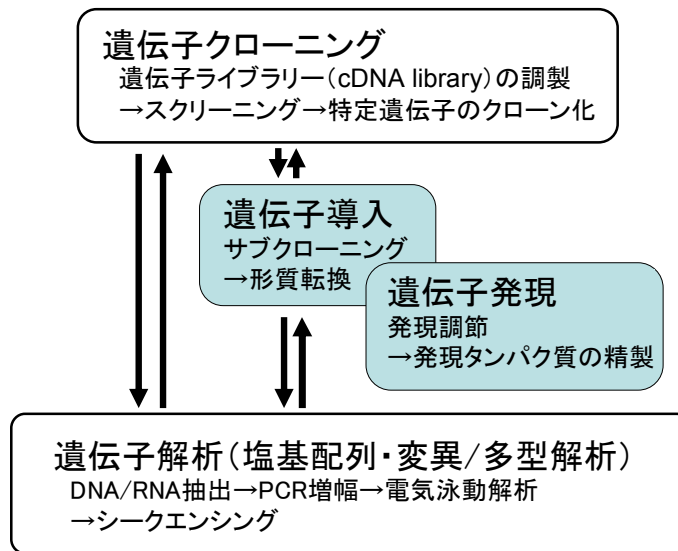 遺伝子クローニング
遺伝子ライブラリー(cDNA library)の調製
→スクリーニング→特定遺伝子のクローン化
遺伝子導入
サブクローニング
→形質転換
遺伝子発現
発現調節
→発現タンパク質の精製
遺伝子解析(塩基配列・変異/多型解析)
DNA/RNA抽出→PCR増幅→電気泳動解析
→シークエンシング